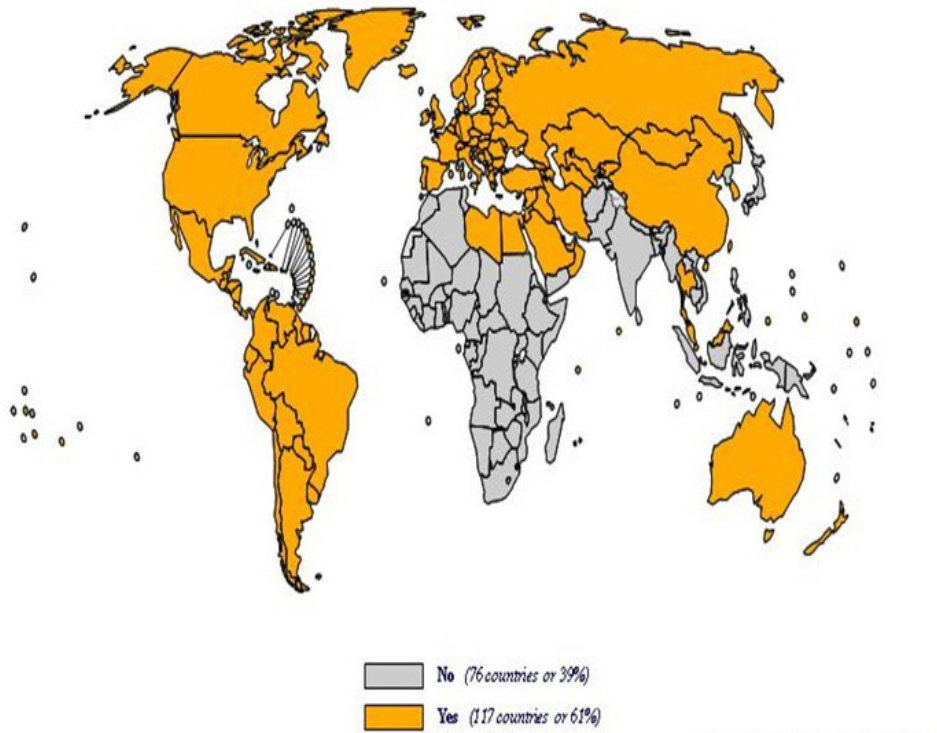 No (76 countries or 39%)
Yes (117 countries or 61%)